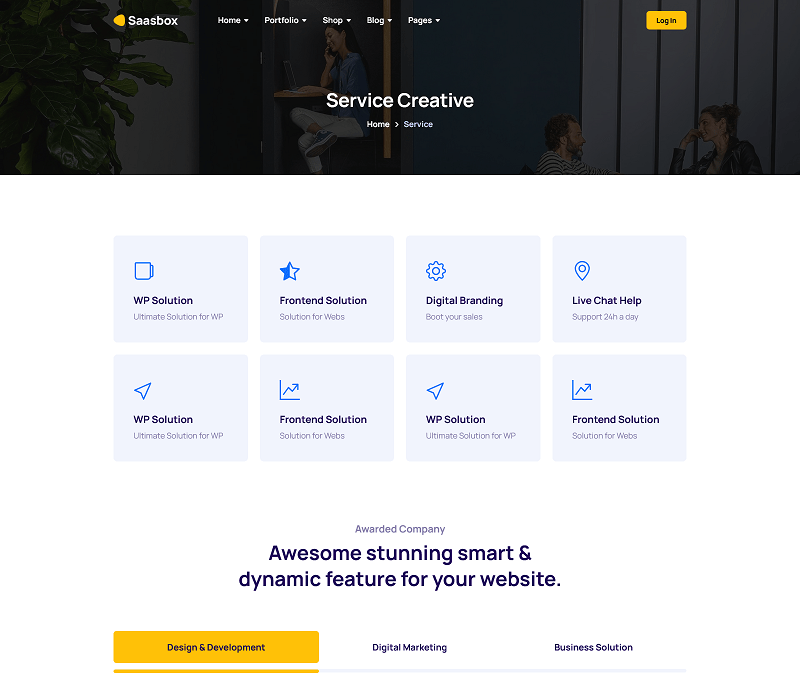 Saasbox
Home Portfolio Shop Blog Pages
Log In
Service Creative
Home > Service
WP Solution
Ultimate Solution for WP
Frontend Solution
Solution for Webs
Digital Branding
Boot your sales
Live Chat Help
Support 24h a day
WP Solution
Ultimate Solution for WP
Frontend Solution
Solution for Webs
WP Solution
Ultimate Solution for WP
Frontend Solution
Solution for Webs
Awarded Company
Awesome stunning smart &
dynamic feature for your website.
Design & Development
Digital Marketing
Business Solution